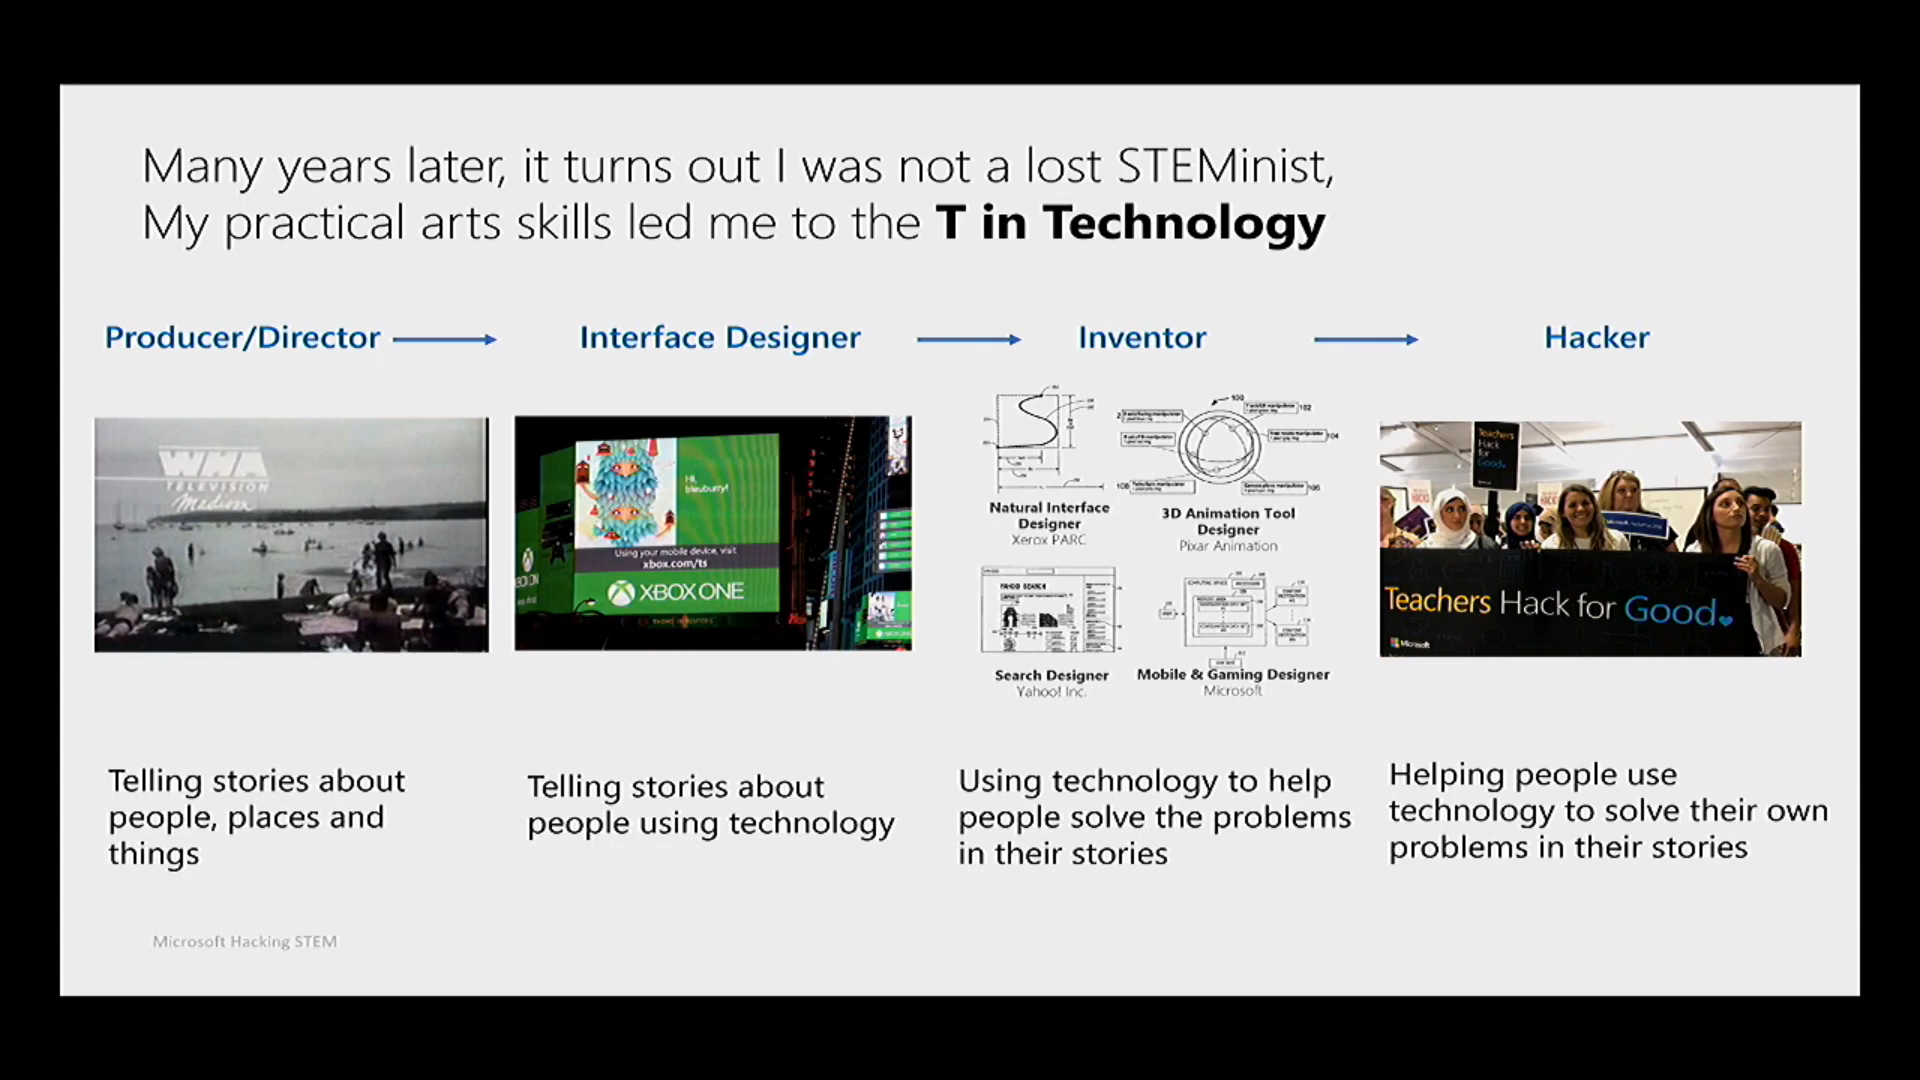 Many years later, it turns out I was not a lost STEMinist,
My practical arts skills led me to the T in Technology
Producer/Director
Interface Designer
Inventor
Hacker
WHA
TELEVISION
Madison
Hi,
bleuburry!
Using your mobile device, visit
xbox.com/ts
XBOX ONE
Natural Interface
Designer
Xerox PARC
3D Animation Tool
Designer
Pixar Animation
YAHOO! SEARCH
Search Designer
Yahoo! Inc.
Mobile & Gaming Designer
Microsoft
Teachers
Hack
for
Good
Teachers Hack for Good
Microsoft
Telling stories about
people, places and
things
Telling stories about
people using technology
Using technology to help
people solve the problems
in their stories
Helping people use
technology to solve their own
problems in their stories
Microsoft Hacking STEM